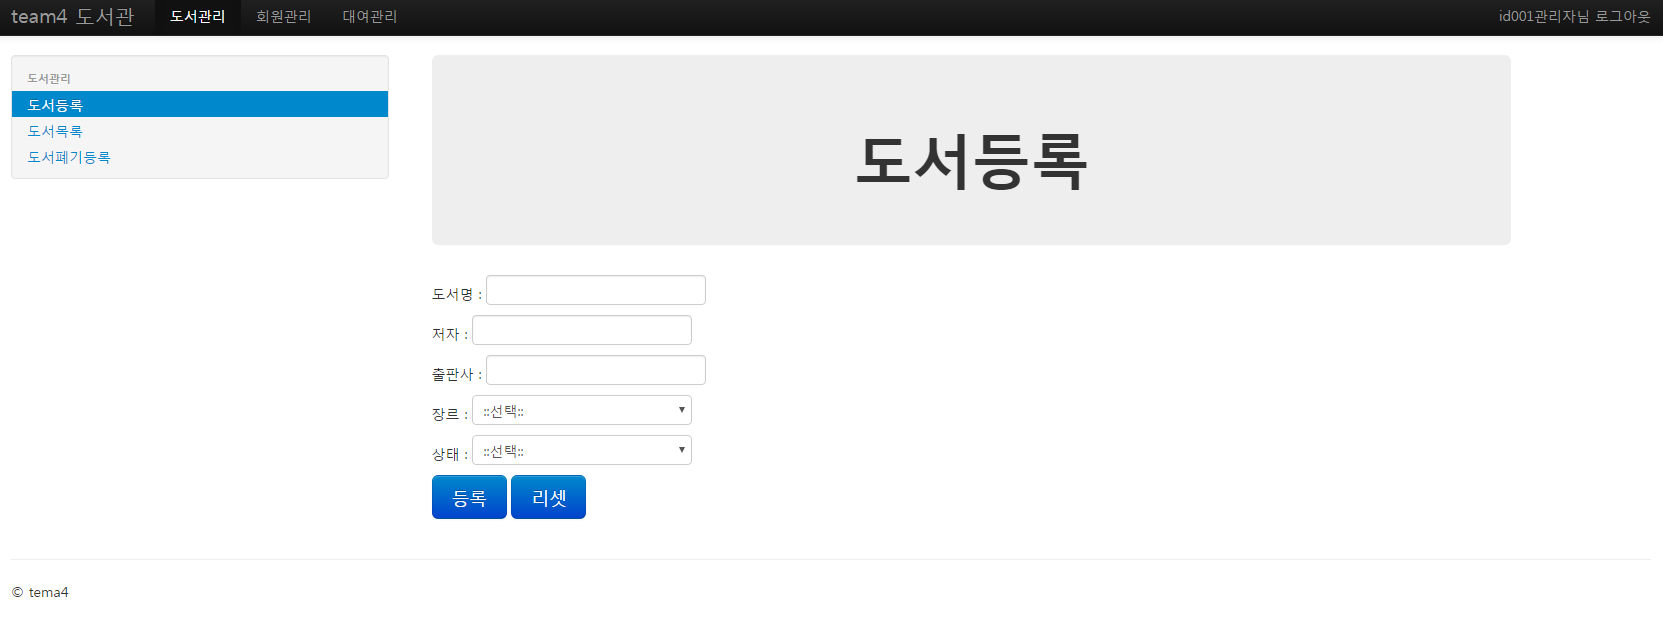 team4 도서관 도서관리 회원관리 대여관리 id001관리자님 로그아웃
도서관리
도서등록
도서목록
도서폐기등록
도서등록
도서명 :
저자 :
출판사 :
장르 : ::선택::
상태 : ::선택::
등록 리셋
© tema4